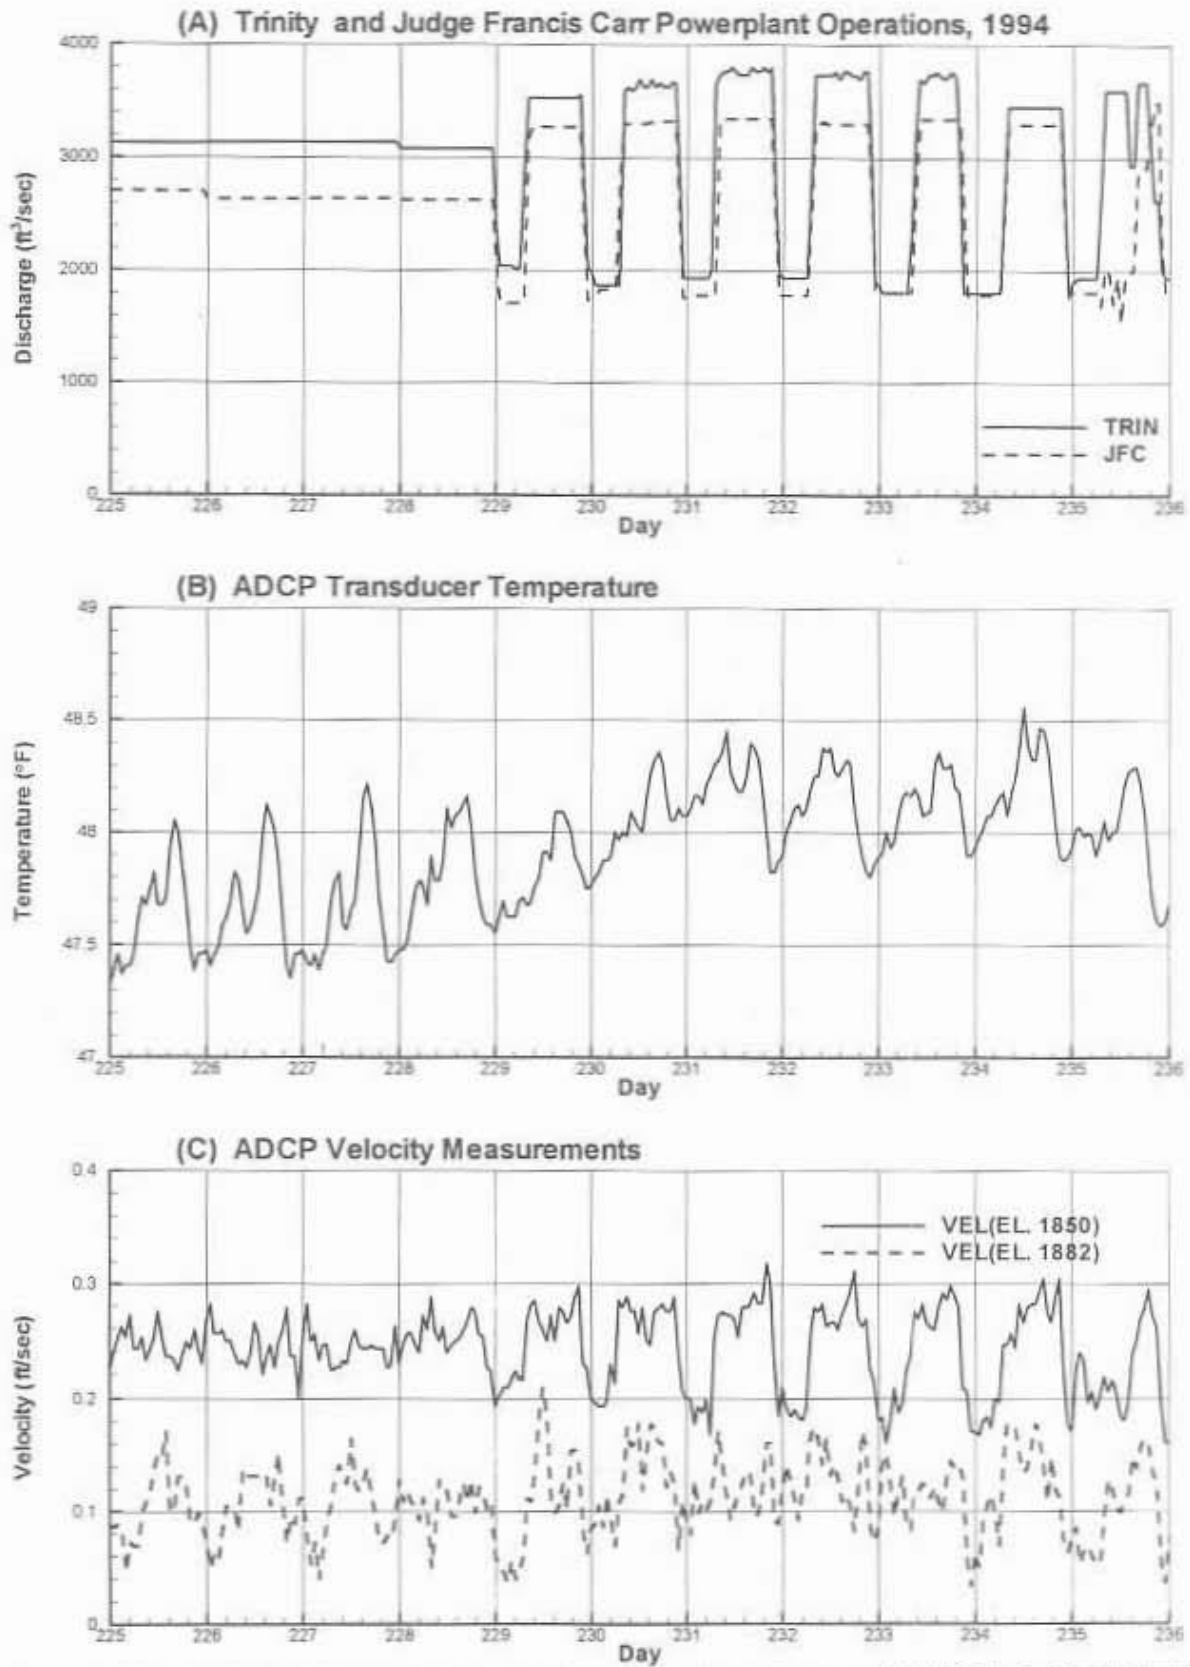 (A) Trinity and Judge Francis Carr Powerplant Operations, 1994
4000
3000
2000
1000
0
Discharge (ft³/sec)
TRIN
JFC
225 226 227 228 229 230 231 232 233 234 235 236
Day
(B) ADCP Transducer Temperature
49
48.5
48
47.5
47
Temperature (°F)
225 226 227 228 229 230 231 232 233 234 235 236
Day
(C) ADCP Velocity Measurements
0.4
0.3
0.2
0.1
0
Velocity (ft/sec)
VEL(EL. 1850)
VEL(EL. 1882)
225 226 227 228 229 230 231 232 233 234 235 236
Day